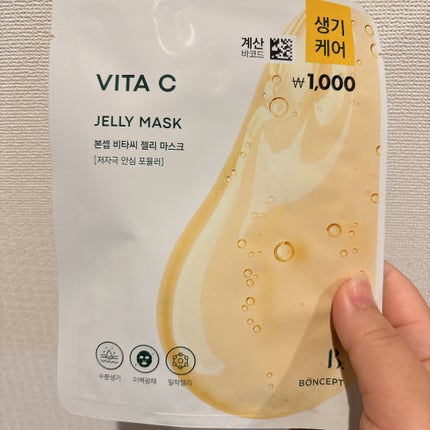 생기
케어
계산
바코드
₩1,000
VITA C
JELLY MASK
본셉 비타씨 젤리 마스크
[저자극 안심 포뮬러]
수분생기
미백광채
밀착젤리
BONCEPT